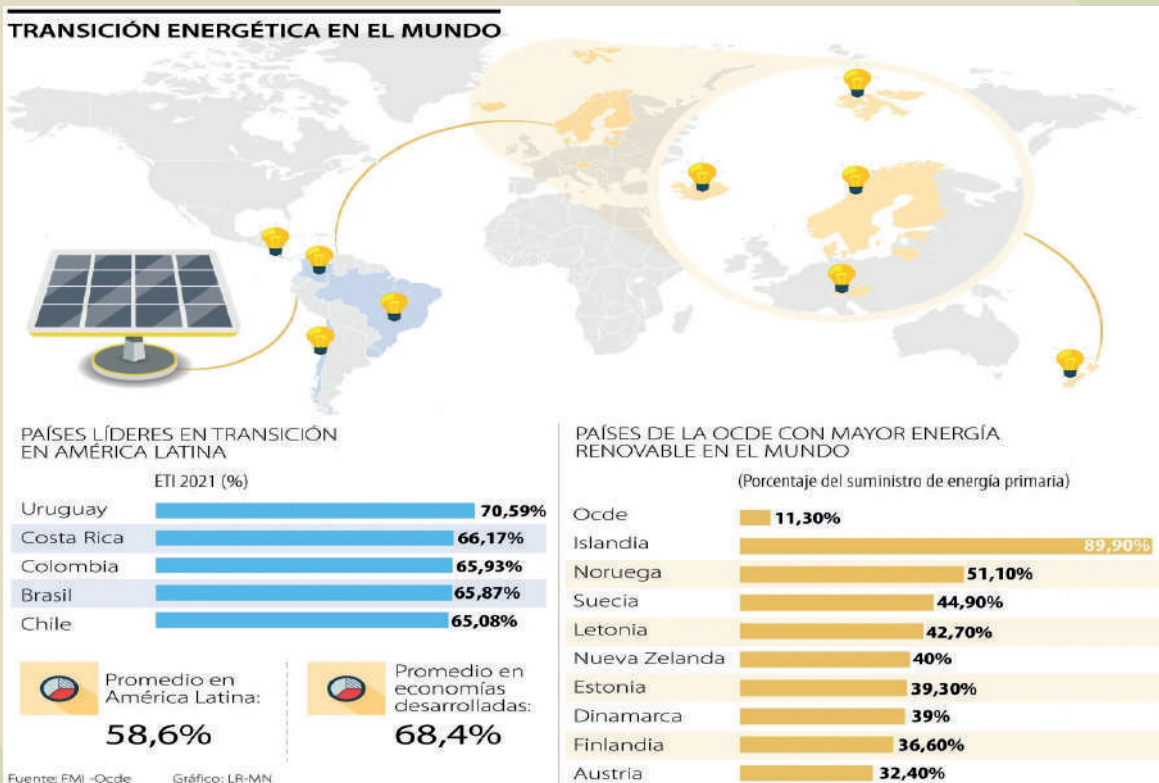 TRANSICIÓN ENERGÉTICA EN EL MUNDO
PAÍSES LÍDERES EN TRANSICIÓN
EN AMÉRICA LATINA
ETI 2021 (%)
Uruguay 70,59%
Costa Rica 66,17%
Colombia 65,93%
Brasil 65,87%
Chile 65,08%
Promedio en
América Latina:
58,6%
Promedio en
economías
desarrolladas:
68,4%
Fuente: FMI -Ocde Gráfico: LR-MN
PAÍSES DE LA OCDE CON MAYOR ENERGÍA
RENOVABLE EN EL MUNDO
(Porcentaje del suministro de energía primaria)
Ocde 11,30%
Islandia 89,90%
Noruega 51,10%
Suecia 44,90%
Letonia 42,70%
Nueva Zelanda 40%
Estonia 39,30%
Dinamarca 39%
Finlandia 36,60%
Austria 32,40%